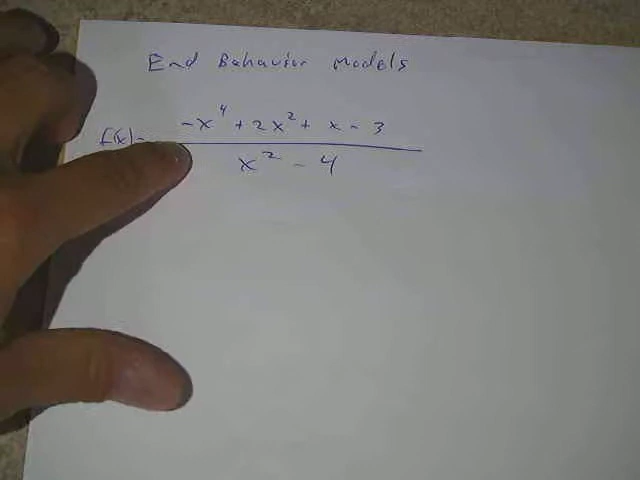 End Behavior Models
f(x)=
-x⁴ + 2x² + x - 3
x² - 4